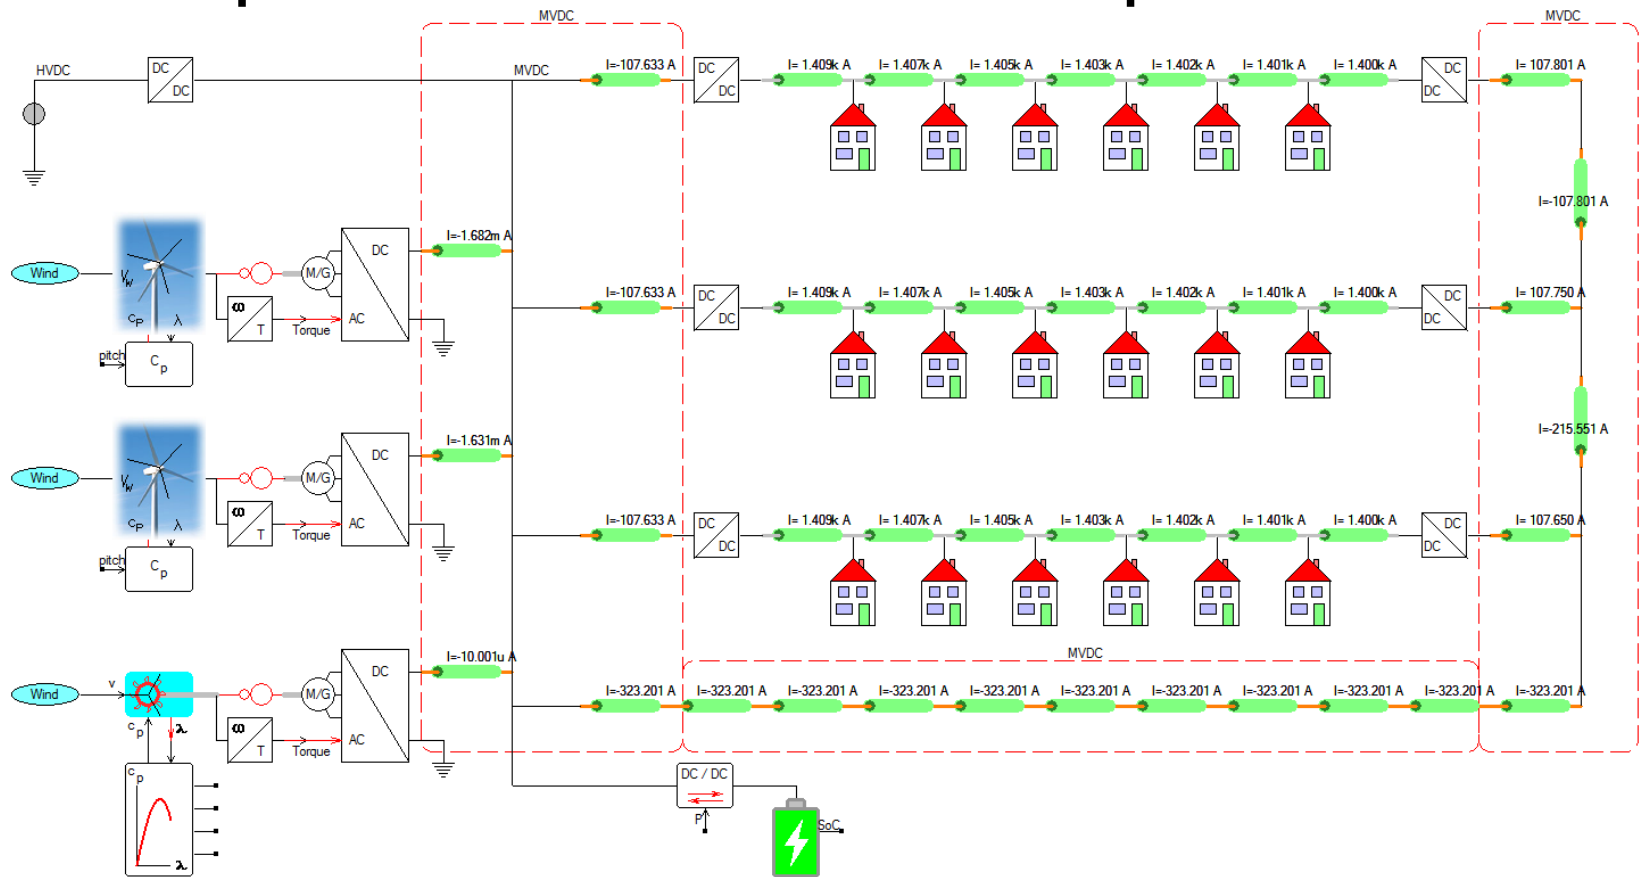 MVDC MVDC
HVDC DC DC MVDC I=-107.633 A DC DC I= 1.409k A I= 1.407k A I= 1.405k A I= 1.403k A I= 1.402k A I= 1.401k A I= 1.400k A DC DC I= 107.801 A
I=-107.801 A
I=-1.682m A
Wind Vw M/G DC AC
ω T Torque
cP λ
pitch Cp
I=-107.633 A DC DC I= 1.409k A I= 1.407k A I= 1.405k A I= 1.403k A I= 1.402k A I= 1.401k A I= 1.400k A DC DC I= 107.750 A
I=-215.551 A
I=-1.631m A
Wind Vw M/G DC AC
ω T Torque
cP λ
pitch Cp
I=-107.633 A DC DC I= 1.409k A I= 1.407k A I= 1.405k A I= 1.403k A I= 1.402k A I= 1.401k A I= 1.400k A DC DC I= 107.650 A
I=-10.001u A
MVDC
Wind v M/G DC AC
I=-323.201 A I=-323.201 A I=-323.201 A I=-323.201 A I=-323.201 A I=-323.201 A I=-323.201 A I=-323.201 A I=-323.201 A I=-323.201 A I=-323.201 A
cp λ ω T Torque
cp λ
DC / DC
P SoC